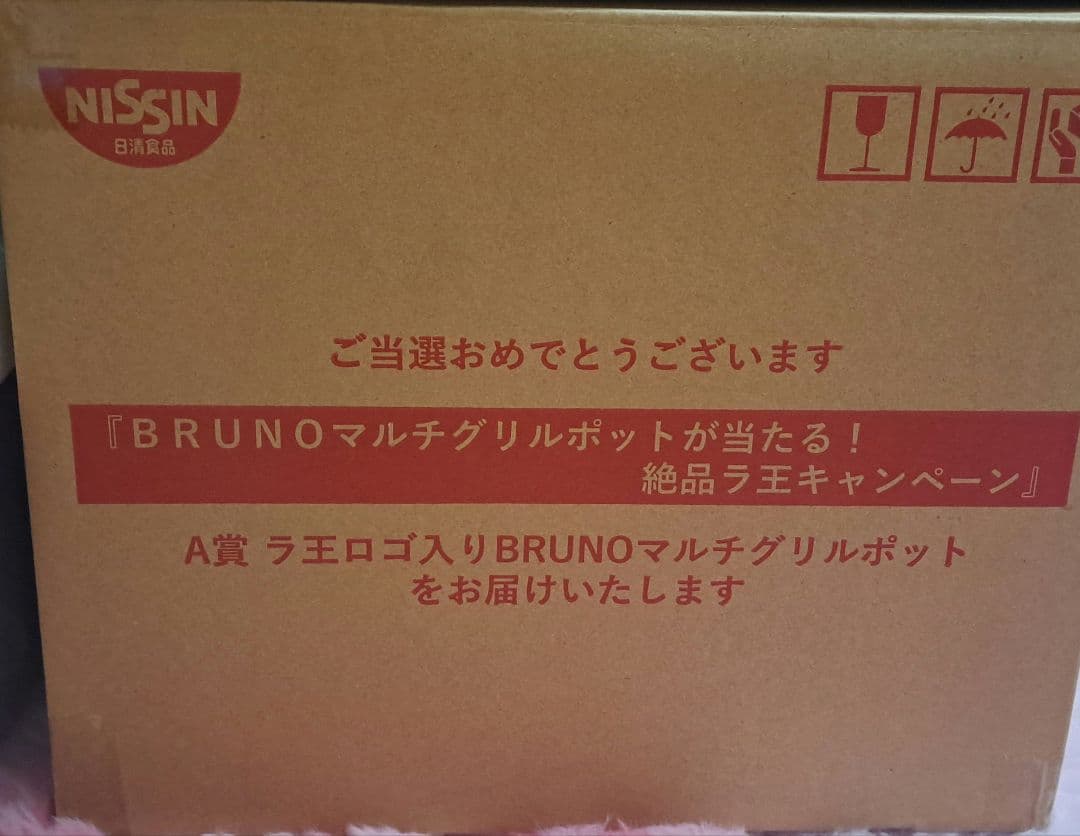 NISSIN
日清食品
ご当選おめでとうございます
『BRUNOマルチグリルポットが当たる！
絶品ラ王キャンペーン』
A賞 ラ王ロゴ入りBRUNOマルチグリルポット
をお届けいたします